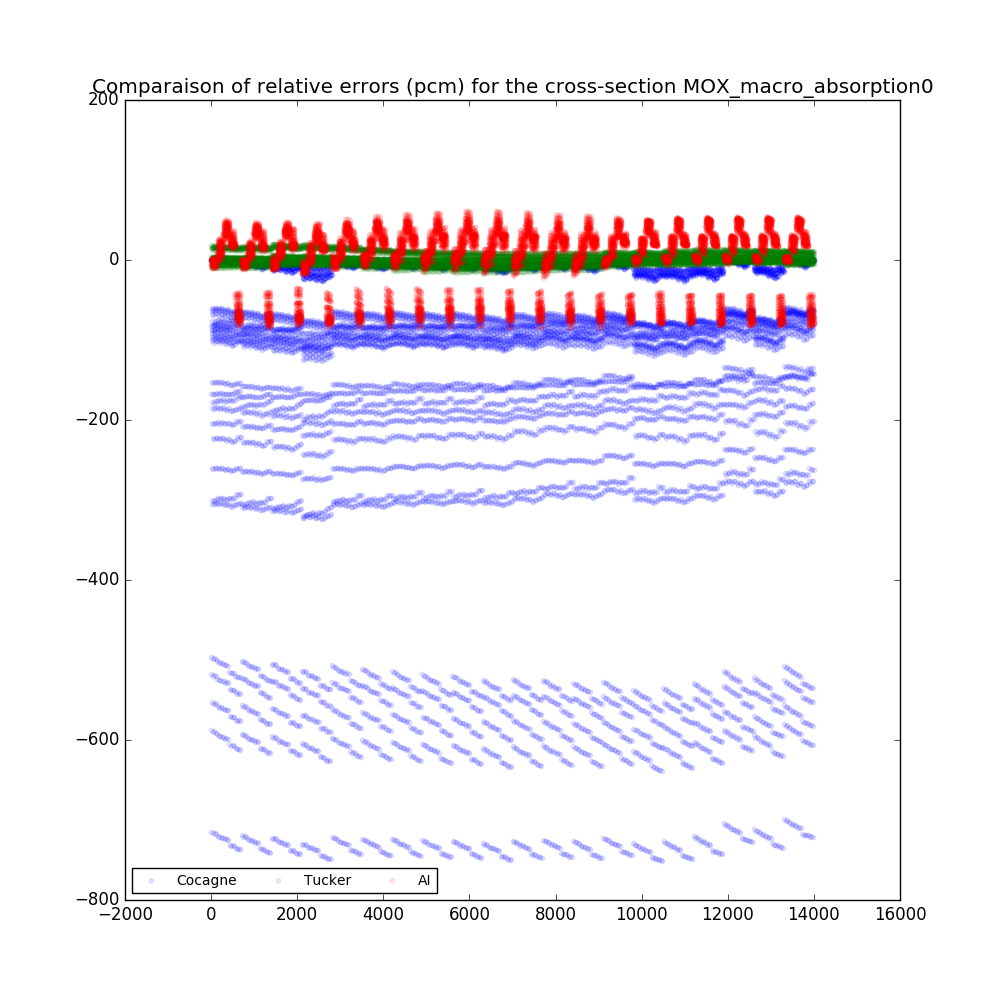 Comparaison of relative errors (pcm) for the cross-section MOX_macro_absorption0
200
0
−200
−400
−600
−800
Cocagne Tucker AI
−2000 0 2000 4000 6000 8000 10000 12000 14000 16000